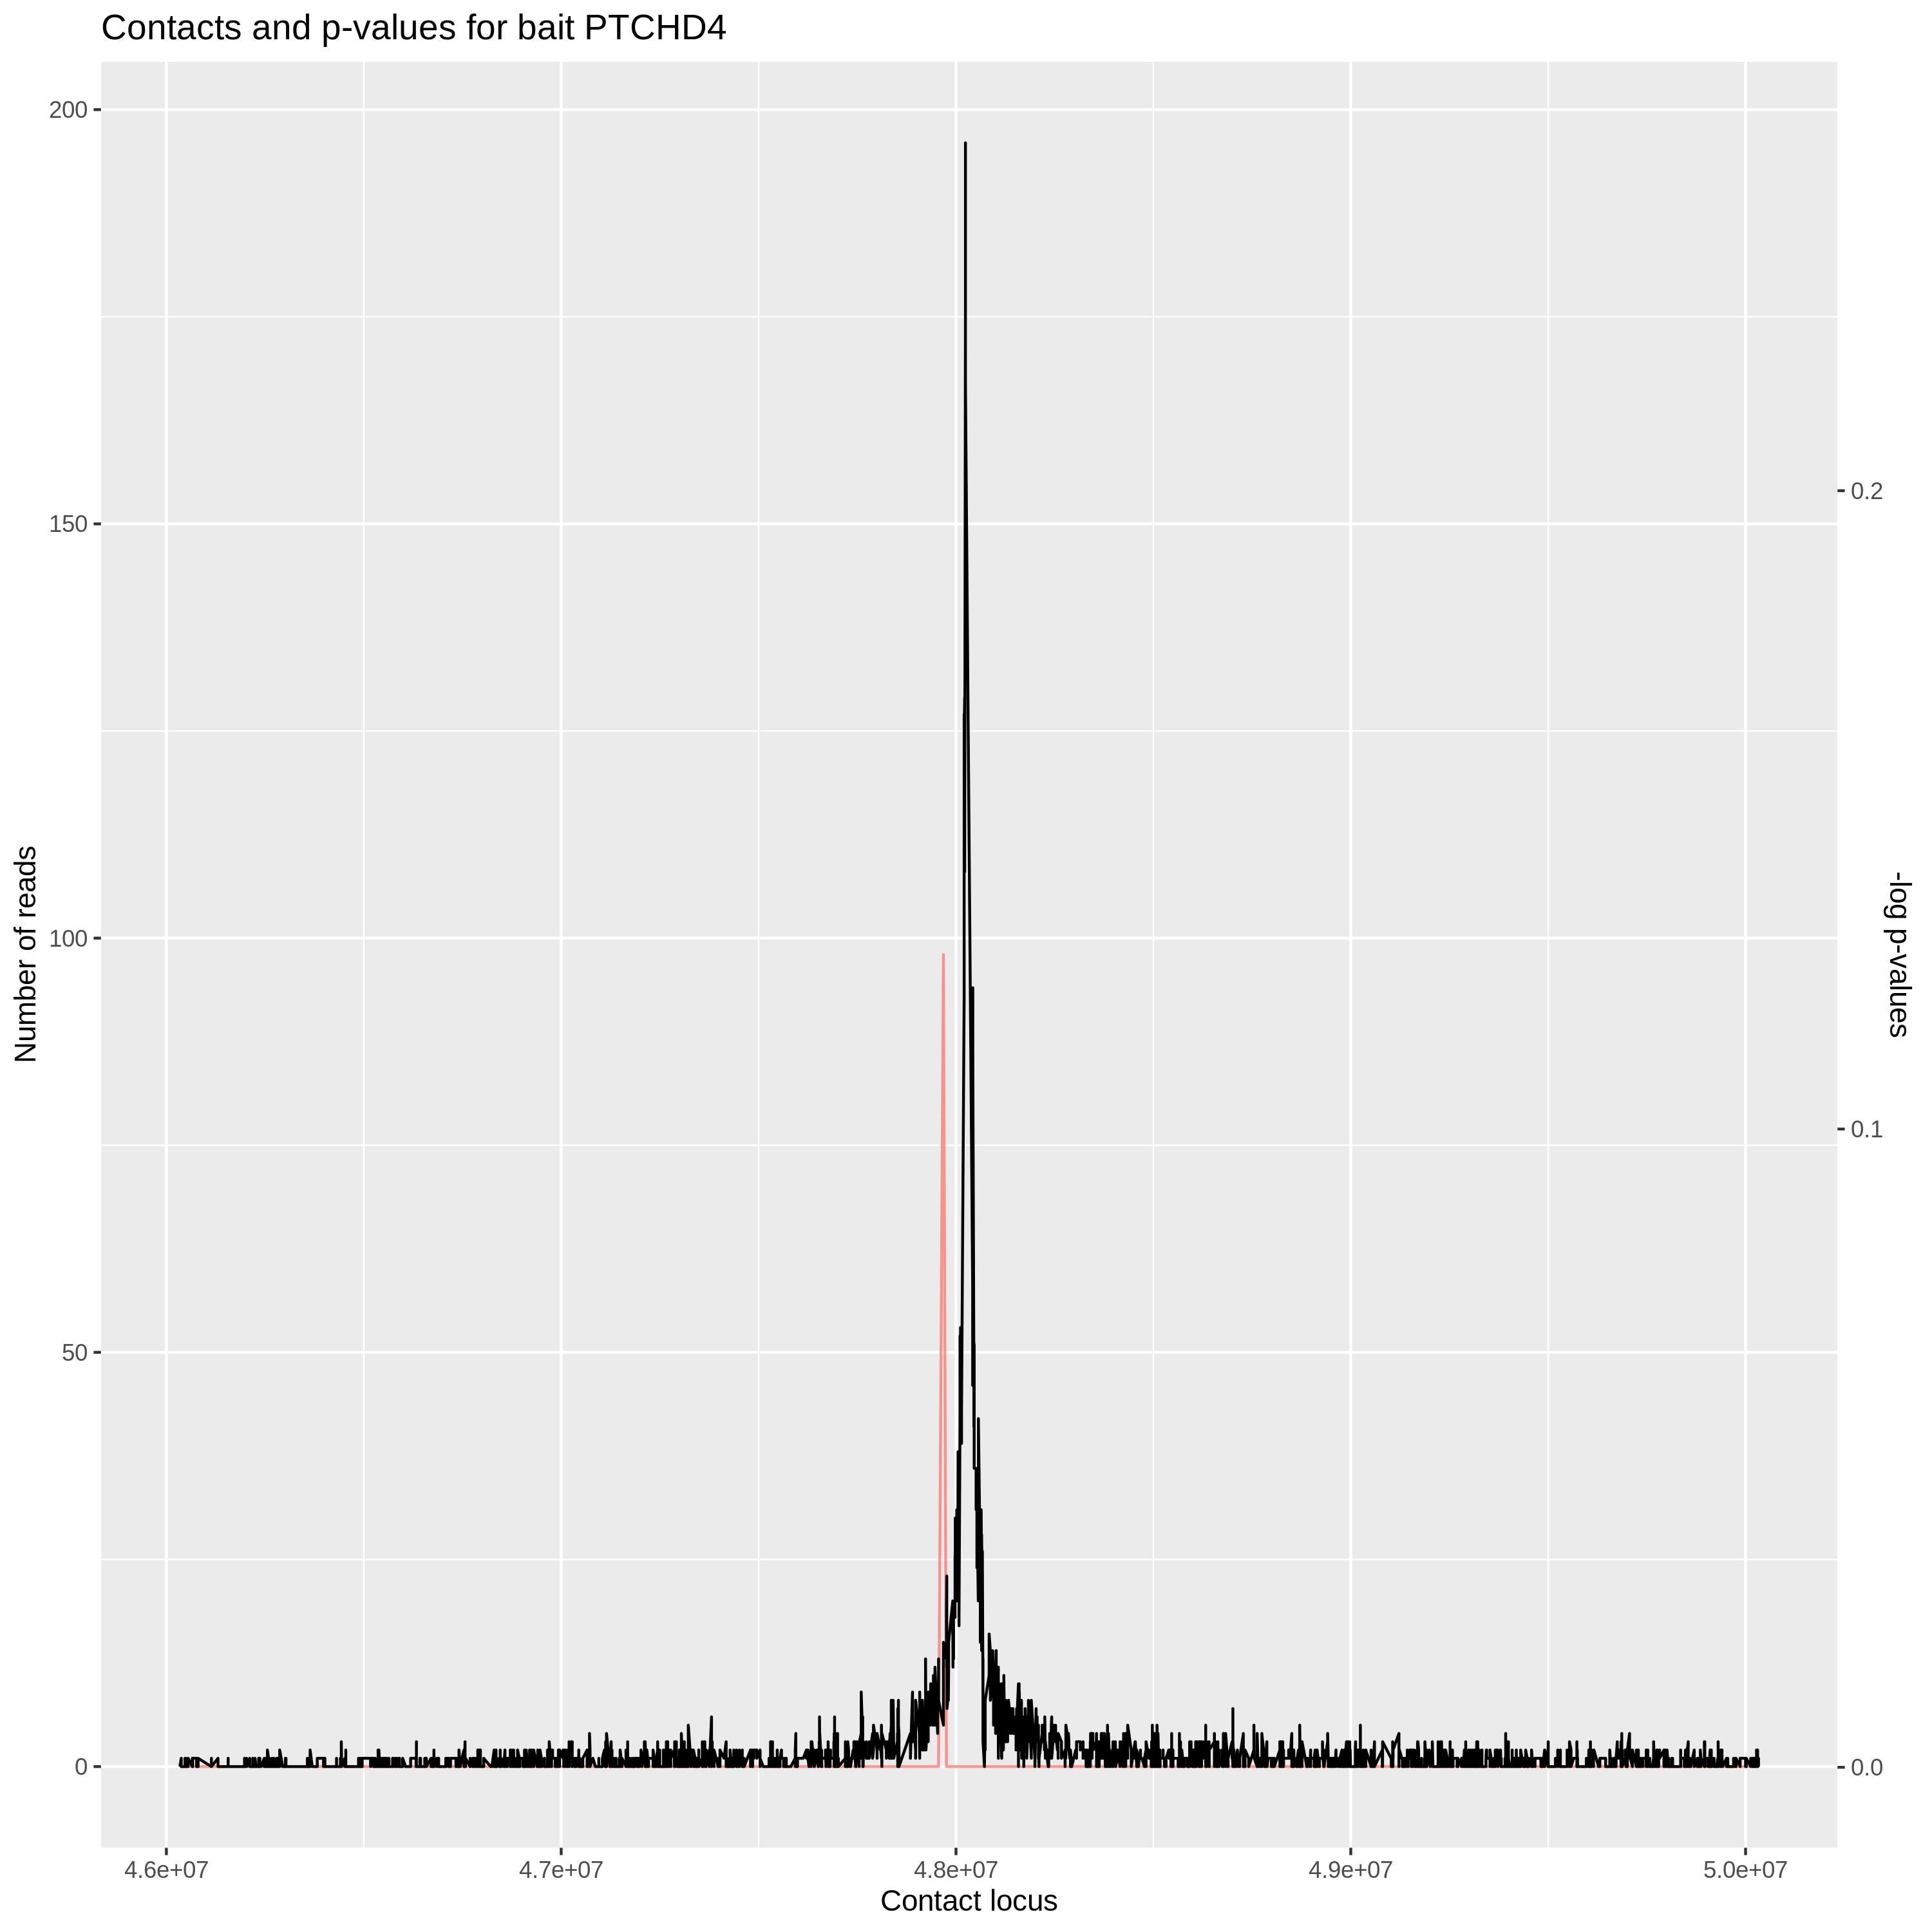 Contacts and p-values for bait PTCHD4
200
150
100
50
0
Number of reads
0.2
0.1
0.0
-log p-values
4.6e+07
4.7e+07
4.8e+07
4.9e+07
5.0e+07
Contact locus